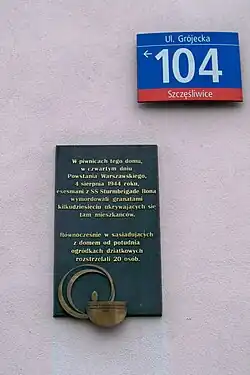 Ul. Grójecka
104
Szczęśliwice
W piwnicach tego domu,
w czwartym dniu
Powstania Warszawskiego,
4 sierpnia 1944 roku,
esesmani z SS Sturmbrigade Rona
wymordowali granatami
kilkudziesięciu ukrywających się
tam mieszkańców.
Równocześnie w sąsiadujących
z domem od południa
ogródkach działkowych
rozstrzelali 20 osób.